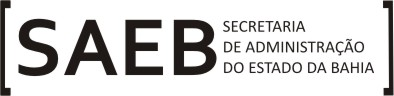 SAEB
SECRETARIA
DE ADMINISTRAÇÃO
DO ESTADO DA BAHIA